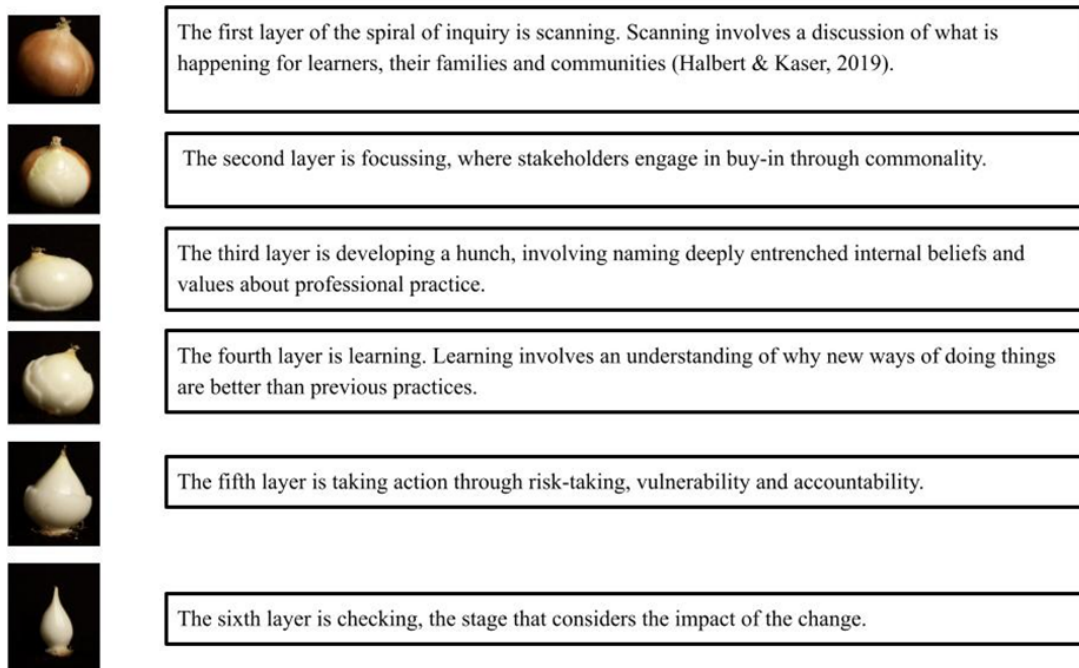 The first layer of the spiral of inquiry is scanning. Scanning involves a discussion of what is
happening for learners, their families and communities (Halbert & Kaser, 2019).
The second layer is focussing, where stakeholders engage in buy-in through commonality.
The third layer is developing a hunch, involving naming deeply entrenched internal beliefs and
values about professional practice.
The fourth layer is learning. Learning involves an understanding of why new ways of doing things
are better than previous practices.
The fifth layer is taking action through risk-taking, vulnerability and accountability.
The sixth layer is checking, the stage that considers the impact of the change.